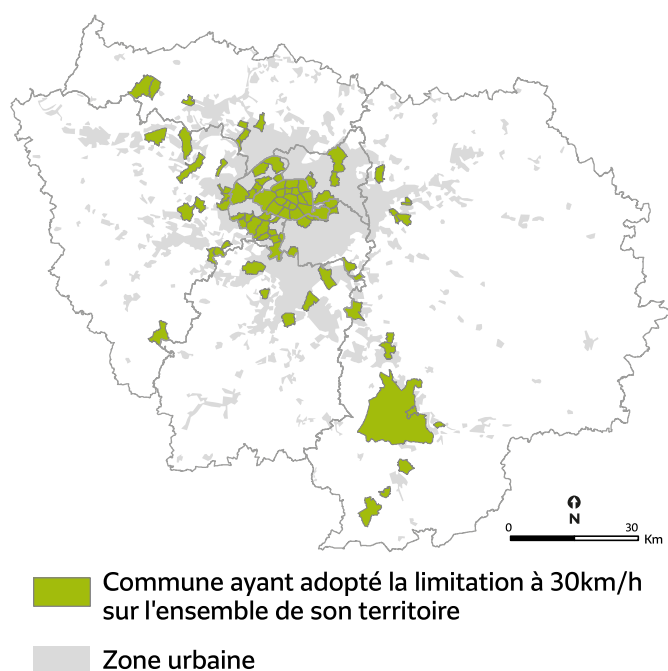 N
0 30
Km
Commune ayant adopté la limitation à 30km/h
sur l'ensemble de son territoire
Zone urbaine